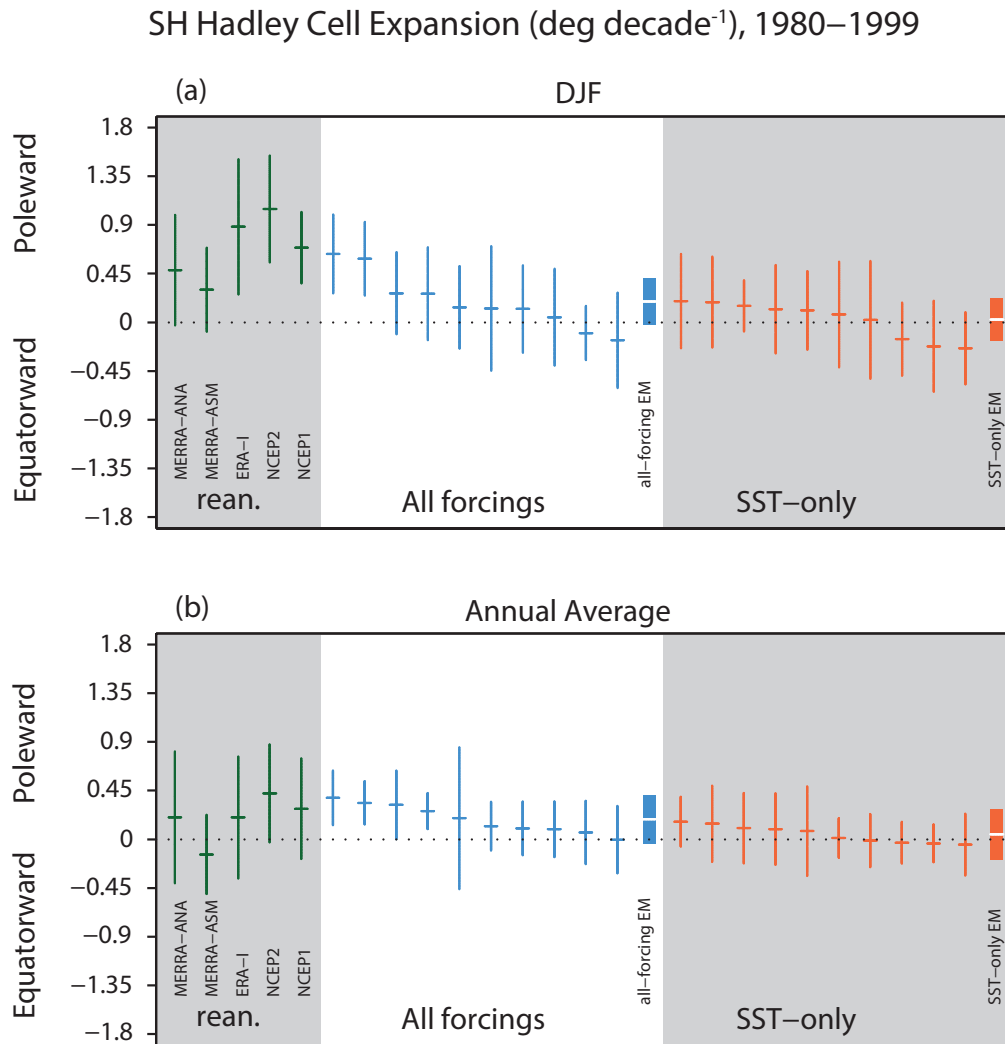 SH Hadley Cell Expansion (deg decade⁻¹), 1980−1999
(a)
DJF
Poleward
Equatorward
1.8
1.35
0.9
0.45
0
−0.45
−0.9
−1.35
−1.8
MERRA−ANA
MERRA−ASM
ERA−I
NCEP2
NCEP1
rean.
All forcings
all−forcing EM
SST−only
SST−only EM
(b)
Annual Average
Poleward
Equatorward
1.8
1.35
0.9
0.45
0
−0.45
−0.9
−1.35
−1.8
MERRA−ANA
MERRA−ASM
ERA−I
NCEP2
NCEP1
rean.
All forcings
all−forcing EM
SST−only
SST−only EM